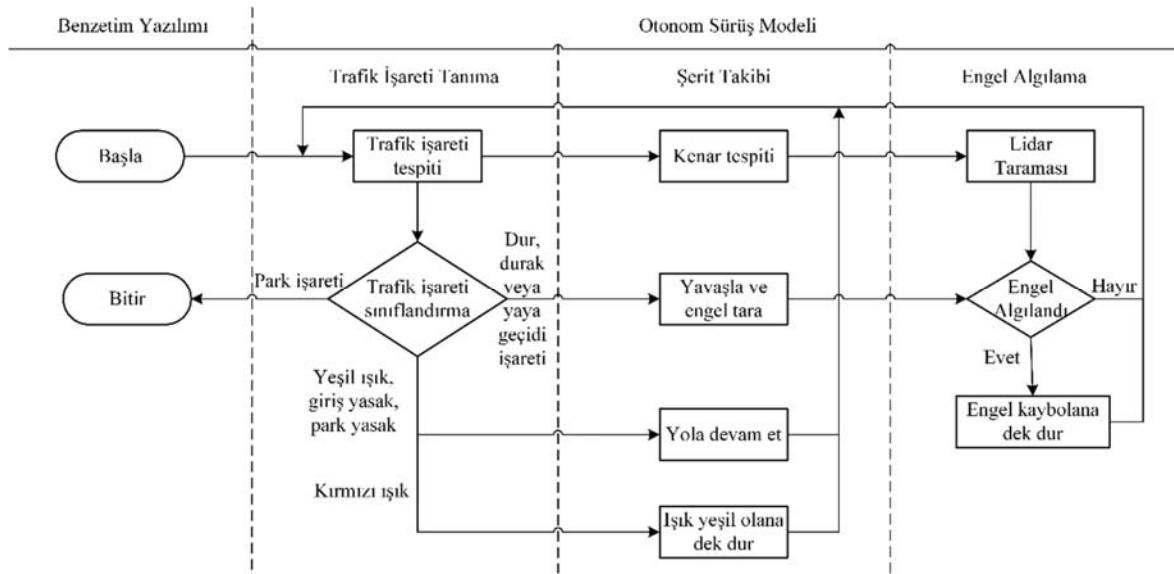 Benzetim Yazılımı
Otonom Sürüş Modeli
Trafik İşareti Tanıma
Şerit Takibi
Engel Algılama
Başla
Trafik işareti
tespiti
Kenar tespiti
Lidar
Taraması
Park işareti
Dur,
durak
veya
yaya
geçidi
işareti
Bitir
Trafik işareti
sınıflandırma
Yavaşla ve
engel tara
Engel
Algılandı
Hayır
Evet
Yeşil ışık,
giriş yasak,
park yasak
Yola devam et
Engel kaybolana
dek dur
Kırmızı ışık
Işık yeşil olana
dek dur